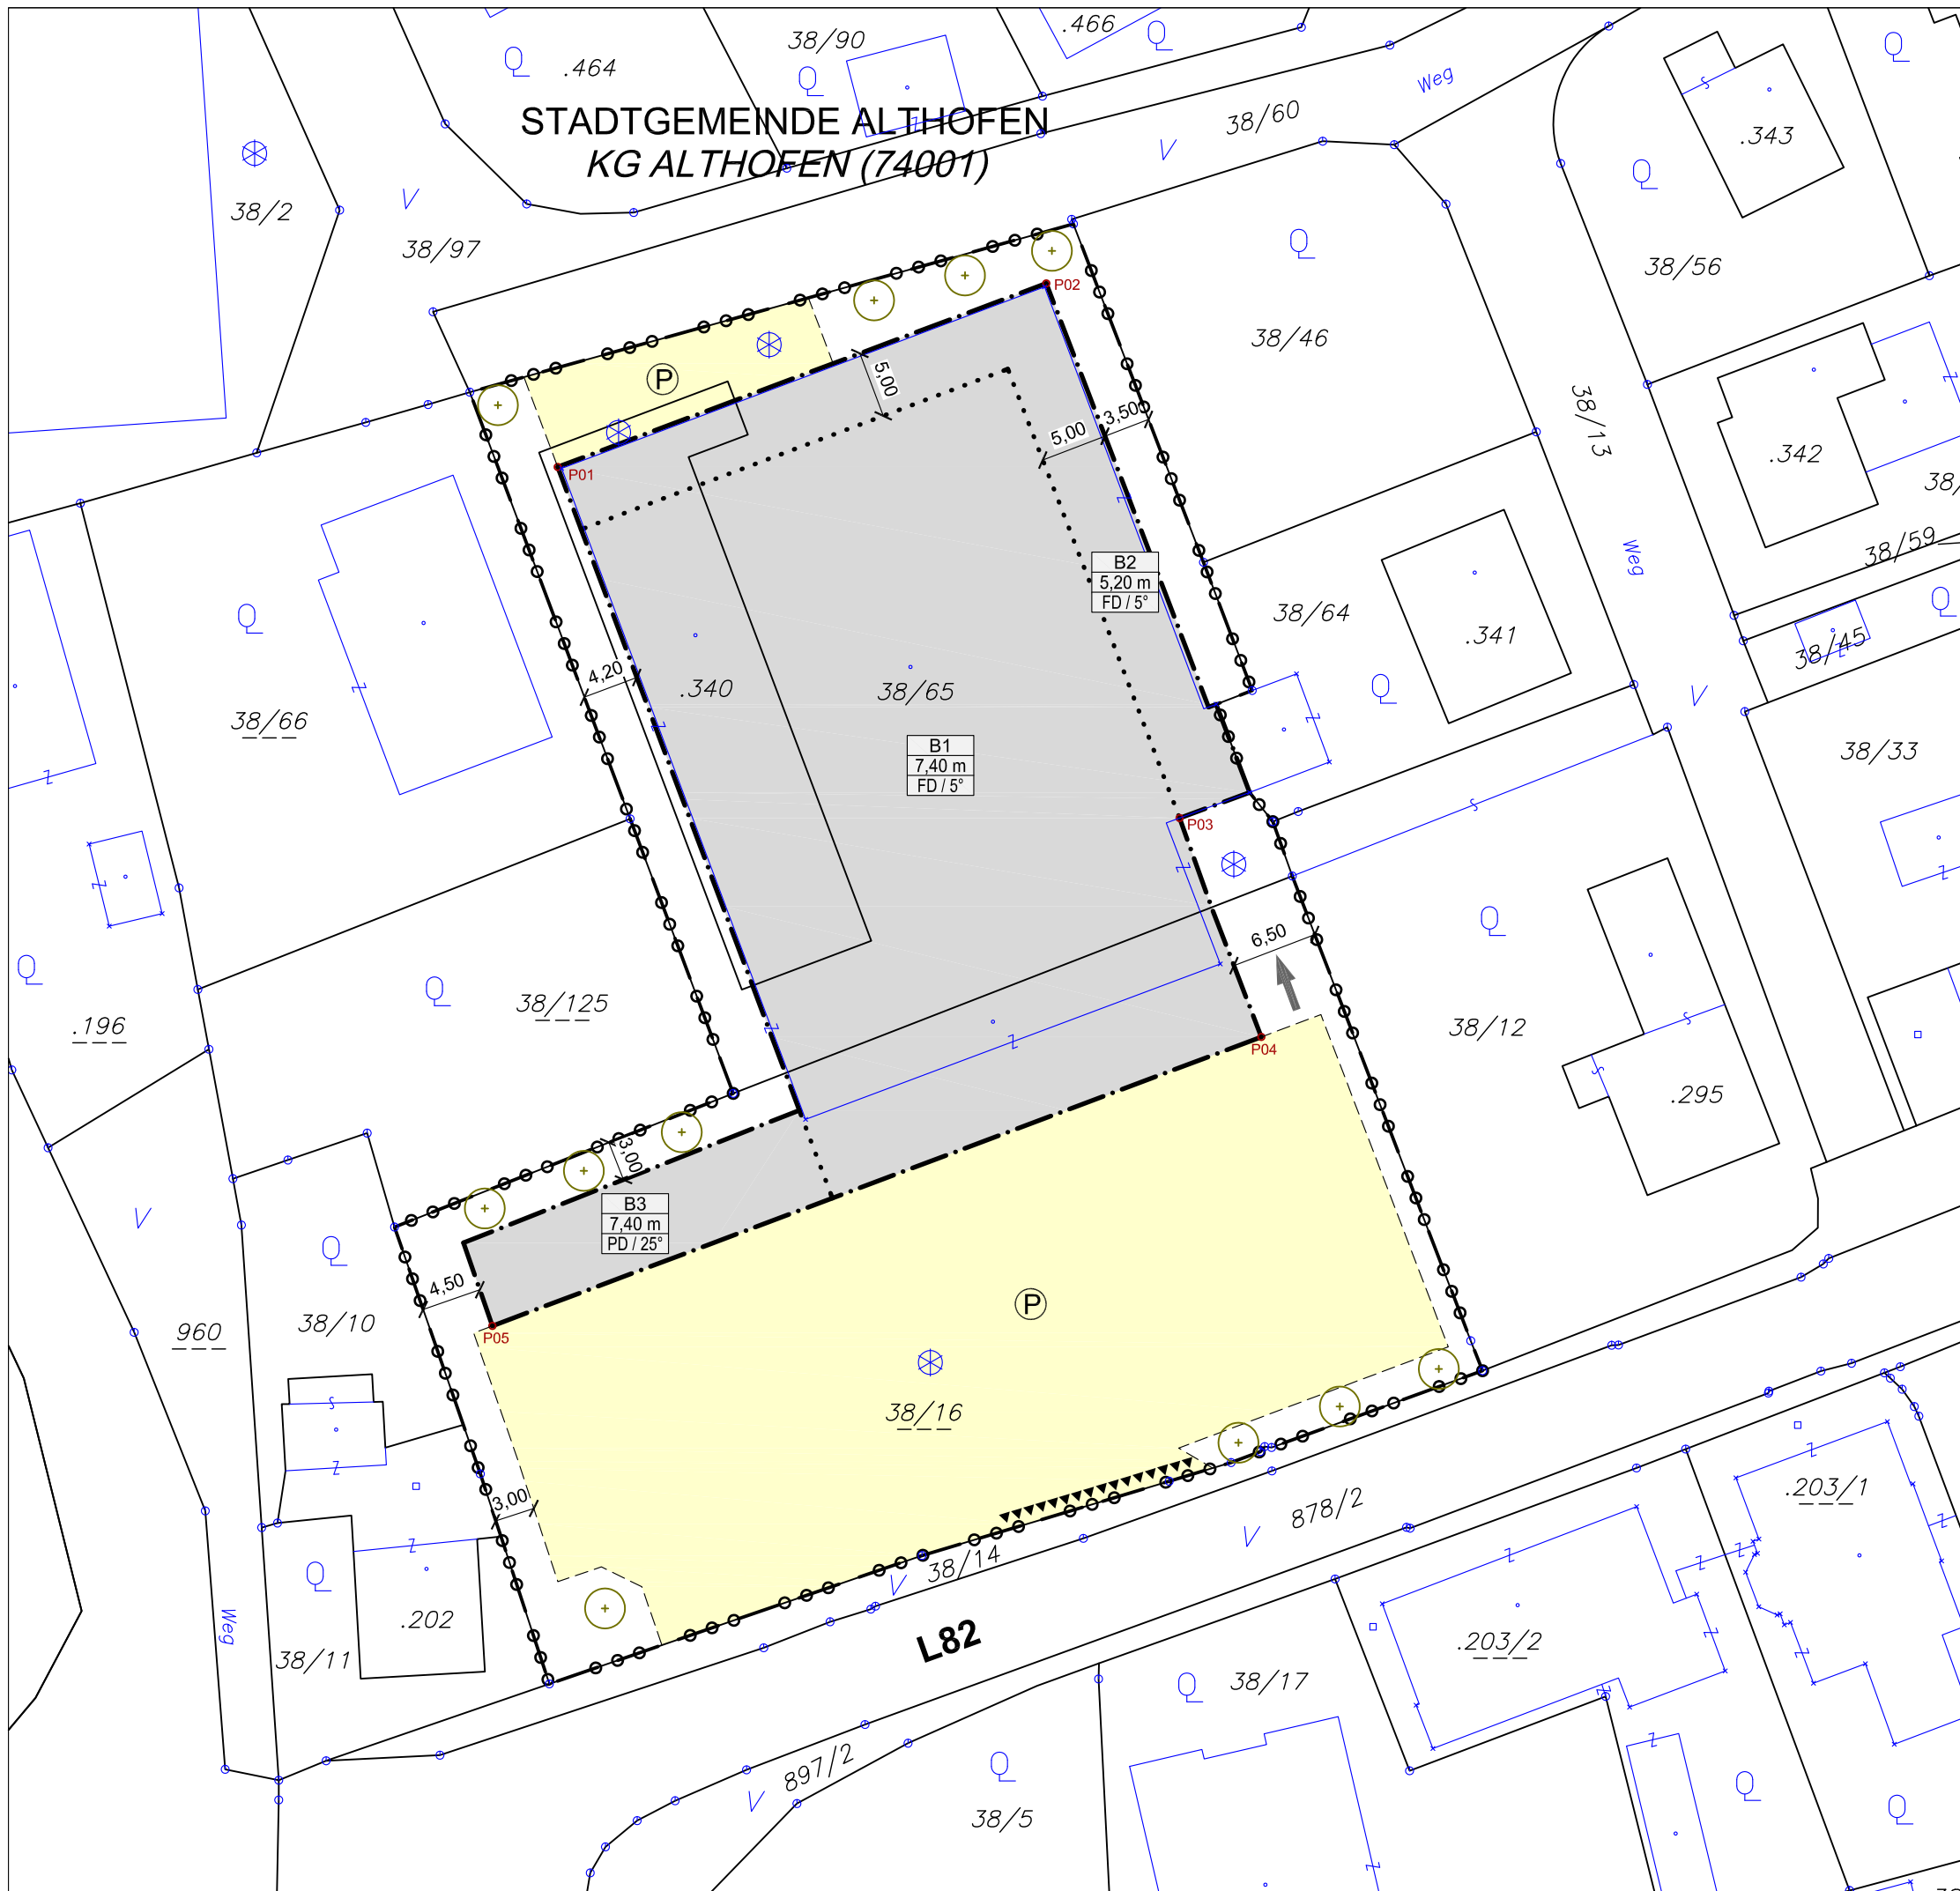 .464
38/90
.466
STADTGEMEINDE ALTHOFEN
KG ALTHOFEN (74001)
38/60
Weg
V
.343
38/2
V
38/97
38/56
P02
38/46
P
5,00
3,50
5,00
38/13
.342
P01
38/59
Weg
B2
5,20 m
FD / 5°
38/64
.341
38/45
4,20
.340
38/65
38/66
V
38/33
B1
7,40 m
FD / 5°
P03
6,50
38/125
.196
38/12
P04
.295
3,00
V
B3
7,40 m
PD / 25°
4,50
P
38/10
960
P05
38/16
3,00
.203/1
878/2
V
38/14
V
Weg
.202
38/11
L82
.203/2
38/17
897/2
V
38/5